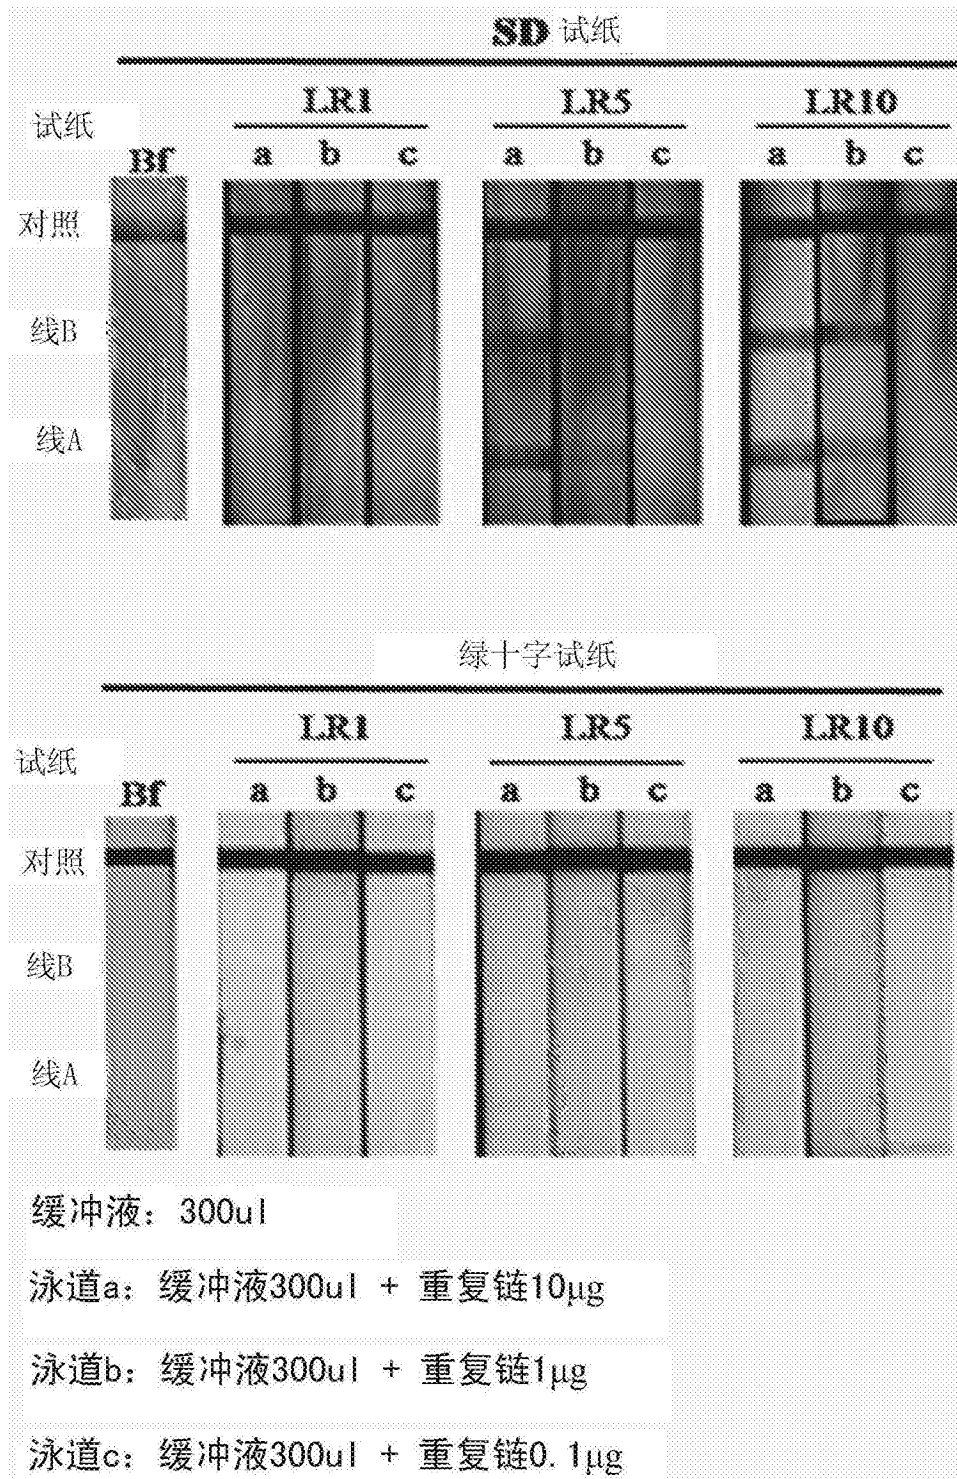 SD 试纸
LR1 LR5 LR10
试纸
Bf a b c a b c a b c
对照
线B
线A
绿十字试纸
LR1 LR5 LR10
试纸
Bf a b c a b c a b c
对照
线B
线A
缓冲液: 300ul
泳道a: 缓冲液300ul + 重复链10μg
泳道b: 缓冲液300ul + 重复链1μg
泳道c: 缓冲液300ul + 重复链0.1μg